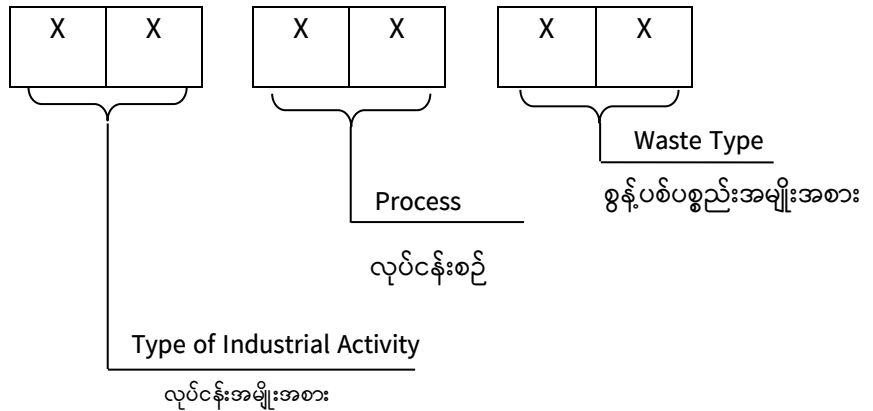 X X X X X X
Waste Type
စွန့်ပစ်ပစ္စည်းအမျိုးအစား
Process
လုပ်ငန်းစဉ်
Type of Industrial Activity
လုပ်ငန်းအမျိုးအစား